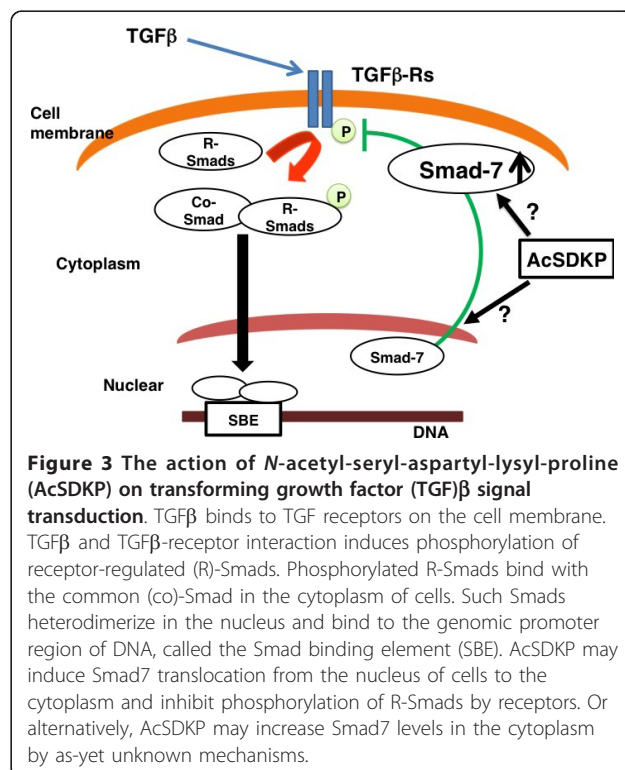 TGFβ
TGFβ-Rs
Cell
membrane
P
R-
Smads
Smad-7
P
Co-
Smad
R-
Smads
?
AcSDKP
Cytoplasm
?
Smad-7
Nuclear
SBE
DNA
Figure 3 The action of N-acetyl-seryl-aspartyl-lysyl-proline
(AcSDKP) on transforming growth factor (TGF)β signal
transduction. TGFβ binds to TGF receptors on the cell membrane.
TGFβ and TGFβ-receptor interaction induces phosphorylation of
receptor-regulated (R)-Smads. Phosphorylated R-Smads bind with
the common (co)-Smad in the cytoplasm of cells. Such Smads
heterodimerize in the nucleus and bind to the genomic promoter
region of DNA, called the Smad binding element (SBE). AcSDKP may
induce Smad7 translocation from the nucleus of cells to the
cytoplasm and inhibit phosphorylation of R-Smads by receptors. Or
alternatively, AcSDKP may increase Smad7 levels in the cytoplasm
by as-yet unknown mechanisms.